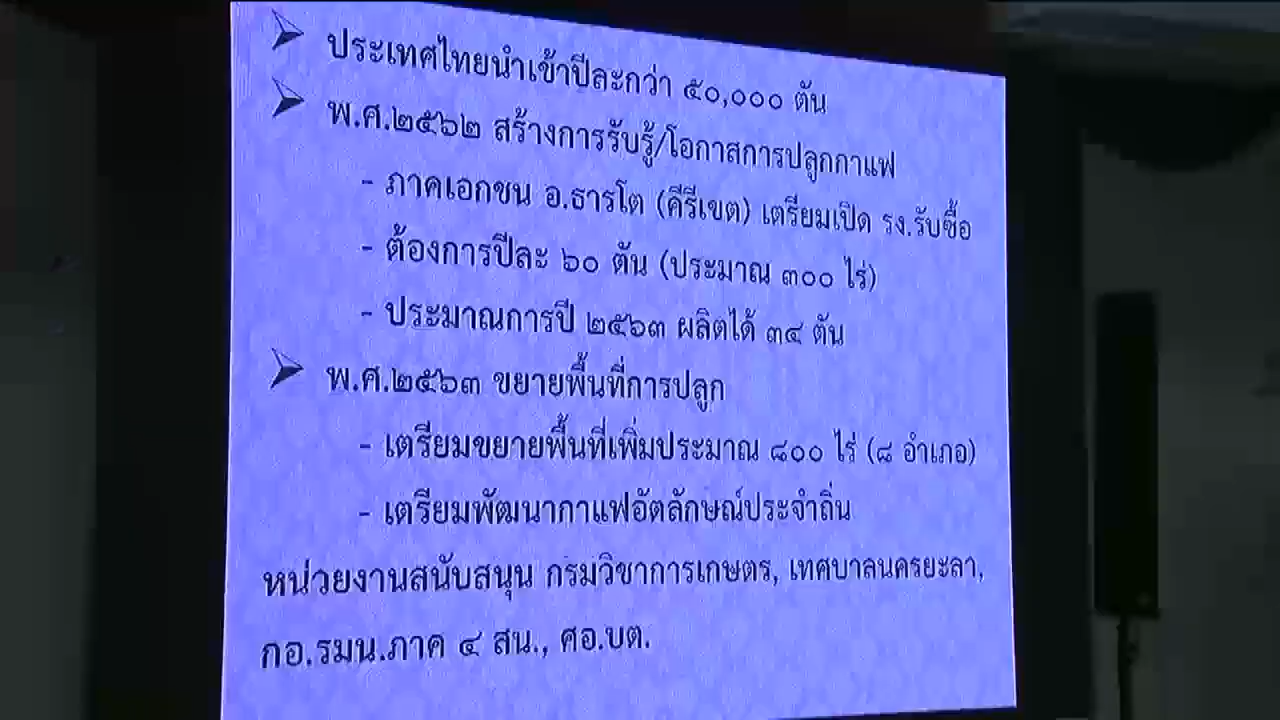 ➢ ประเทศไทยนำเข้าปีละกว่า ๕๐,๐๐๐ ตัน
➢ พ.ศ.๒๕๖๒ สร้างการรับรู้/โอกาสการปลูกกาแฟ
- ภาคเอกชน อ.ธารโต (คีรีเขต) เตรียมเปิด รง.รับซื้อ
- ต้องการปีละ ๖๐ ตัน (ประมาณ ๓๐๐ ไร่)
- ประมาณการปี ๒๕๖๓ ผลิตได้ ๓๔ ตัน
➢ พ.ศ.๒๕๖๓ ขยายพื้นที่การปลูก
- เตรียมขยายพื้นที่เพิ่มประมาณ ๘๐๐ ไร่ (๘ อำเภอ)
- เตรียมพัฒนากาแฟอัตลักษณ์ประจำถิ่น
หน่วยงานสนับสนุน กรมวิชาการเกษตร, เทศบาลนครยะลา,
กอ.รมน.ภาค ๔ สน., ศอ.บต.